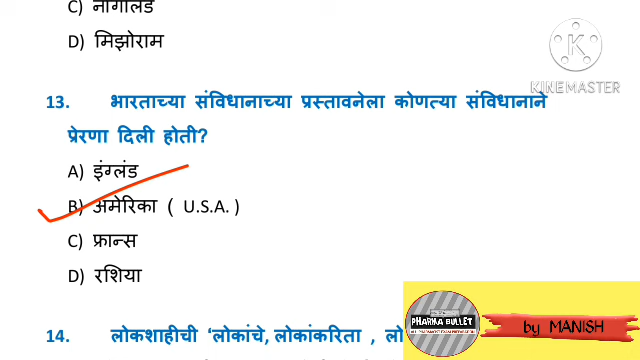 C) नागालँड
D) मिझोराम
KINEMASTER
13. भारताच्या संविधानाच्या प्रस्तावनेला कोणत्या संविधानाने
प्रेरणा दिली होती?
A) इंग्लंड
B) अमेरिका ( U.S.A. )
C) फ्रान्स
D) रशिया
PHARMA BULLET
by MANISH
14. लोकशाहीची ‘लोकांचे, लोकांकरिता , लो